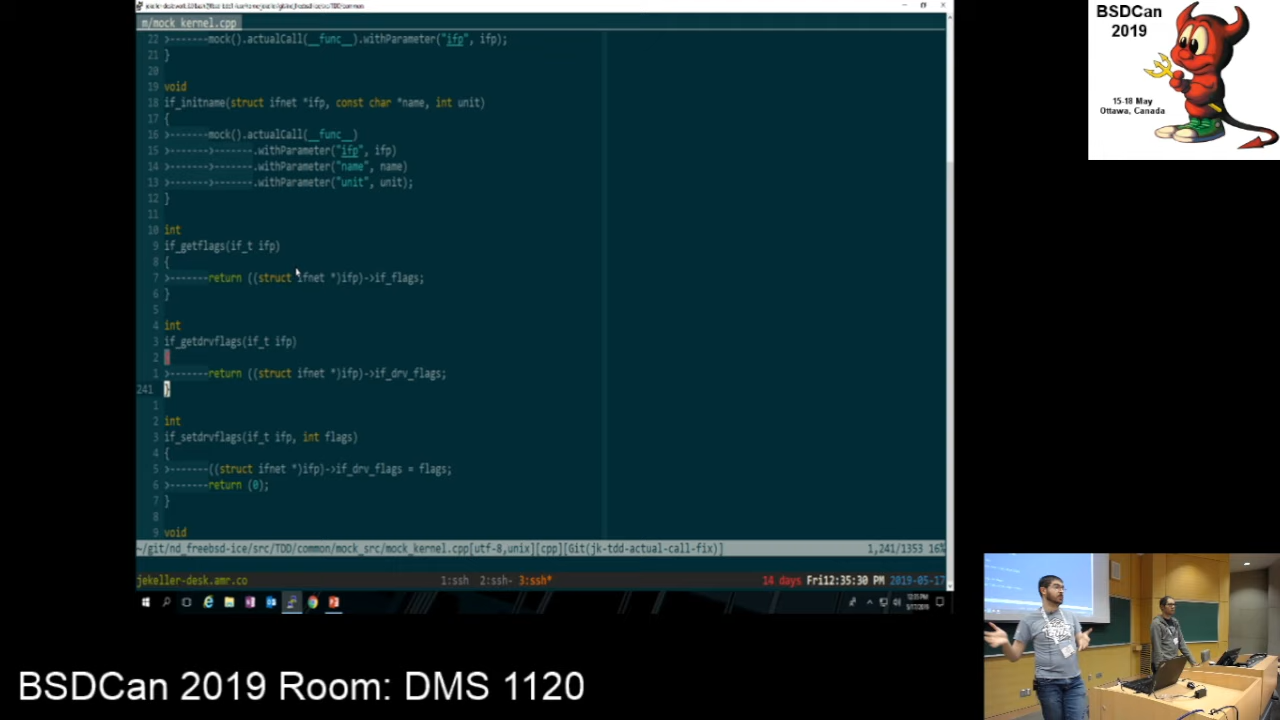 m/mock_kernel.cpp
22 >-------mock().actualCall(__func__).withParameter("ifp", ifp);
21 }
20
19 void
18 if_initname(struct ifnet *ifp, const char *name, int unit)
17 {
16 >-------mock().actualCall(__func__)
15 >------->-------.withParameter("ifp", ifp)
14 >------->-------.withParameter("name", name)
13 >------->-------.withParameter("unit", unit);
12 }
11
10 int
9 if_getflags(if_t ifp)
8 {
7 >-------return ((struct ifnet *)ifp)->if_flags;
6 }
5
4 int
3 if_getdrvflags(if_t ifp)
2 {
1 >-------return ((struct ifnet *)ifp)->if_drv_flags;
241 }
1
2 int
3 if_setdrvflags(if_t ifp, int flags)
4 {
5 >-------((struct ifnet *)ifp)->if_drv_flags = flags;
6 >-------return (0);
7 }
8
9 void
~/git/nd_freebsd-ice/src/TDD/common/mock_src/mock_kernel.cpp[utf-8,unix][cpp][Git(jk-tdd-actual-call-fix)] 1,241/1353 16%
jekeller-desk.amr.co 1:ssh 2:ssh- 3:ssh* 14 days Fri12:35:30 PM 2019-05-17
BSDCan
2019
15-18 May
Ottawa, Canada
BSDCan 2019 Room: DMS 1120